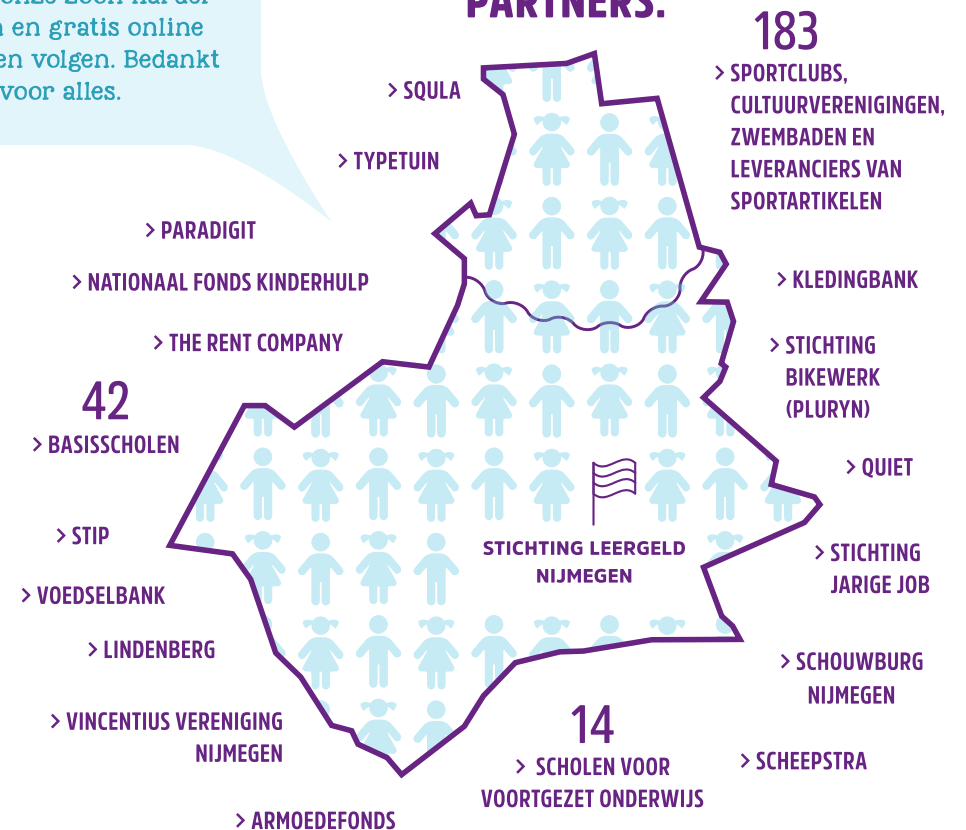 en gratis online
en volgen. Bedankt
voor alles.
PARTNERS.
183
> SPORTCLUBS,
CULTUURVERENIGINGEN,
ZWEMBADEN EN
LEVERANCIERS VAN
SPORTARTIKELEN
> SQULA
> TYPETUIN
> PARADIGIT
> NATIONAAL FONDS KINDERHULP
> THE RENT COMPANY
42
> BASISSCHOLEN
> STIP
> VOEDSELBANK
> LINDENBERG
> VINCENTIUS VERENIGING
NIJMEGEN
> ARMOEDEFONDS
STICHTING LEERGELD
NIJMEGEN
14
> SCHOLEN VOOR
VOORTGEZET ONDERWIJS
> KLEDINGBANK
> STICHTING
BIKEWERK
(PLURYN)
> QUIET
> STICHTING
JARIGE JOB
> SCHOUWBURG
NIJMEGEN
> SCHEEPSTRA